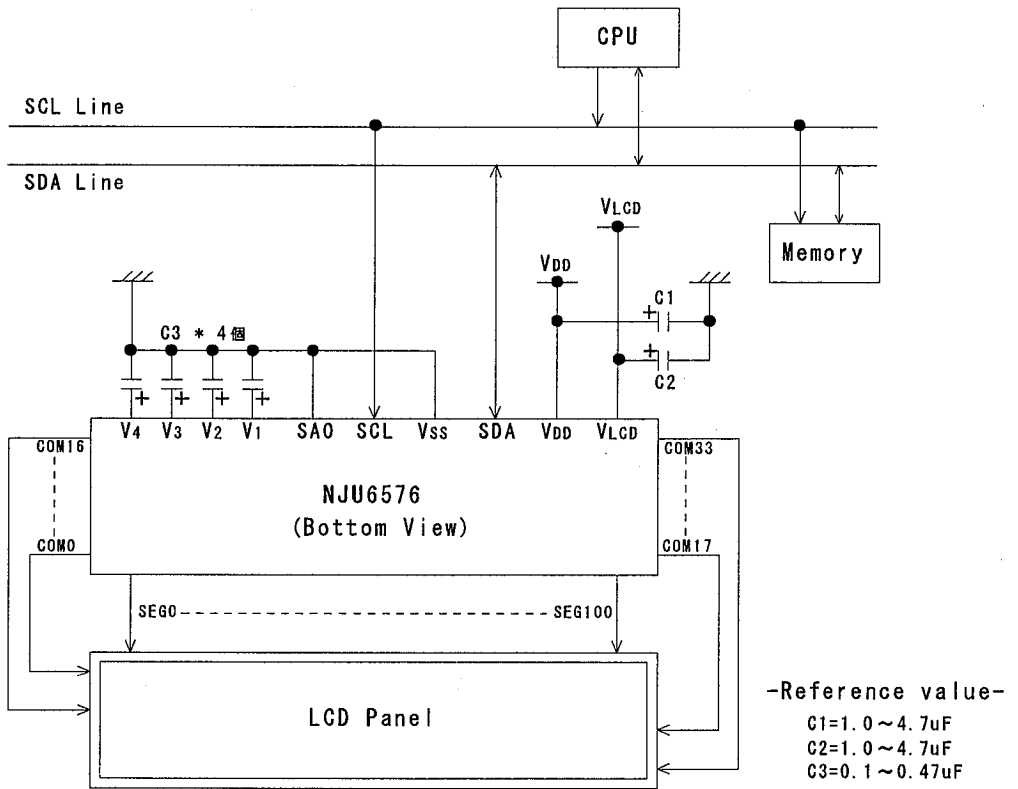 CPU
SCL Line
SDA Line
Memory
VLCD
VDD
C1
+
+
C2
C3 * 4個
+ + + +
V4 V3 V2 V1 SA0 SCL VSS SDA VDD VLCD
COM16
COM33
NJU6576
(Bottom View)
COM0
COM17
SEG0
SEG100
LCD Panel
-Reference value-
C1=1.0~4.7uF
C2=1.0~4.7uF
C3=0.1~0.47uF